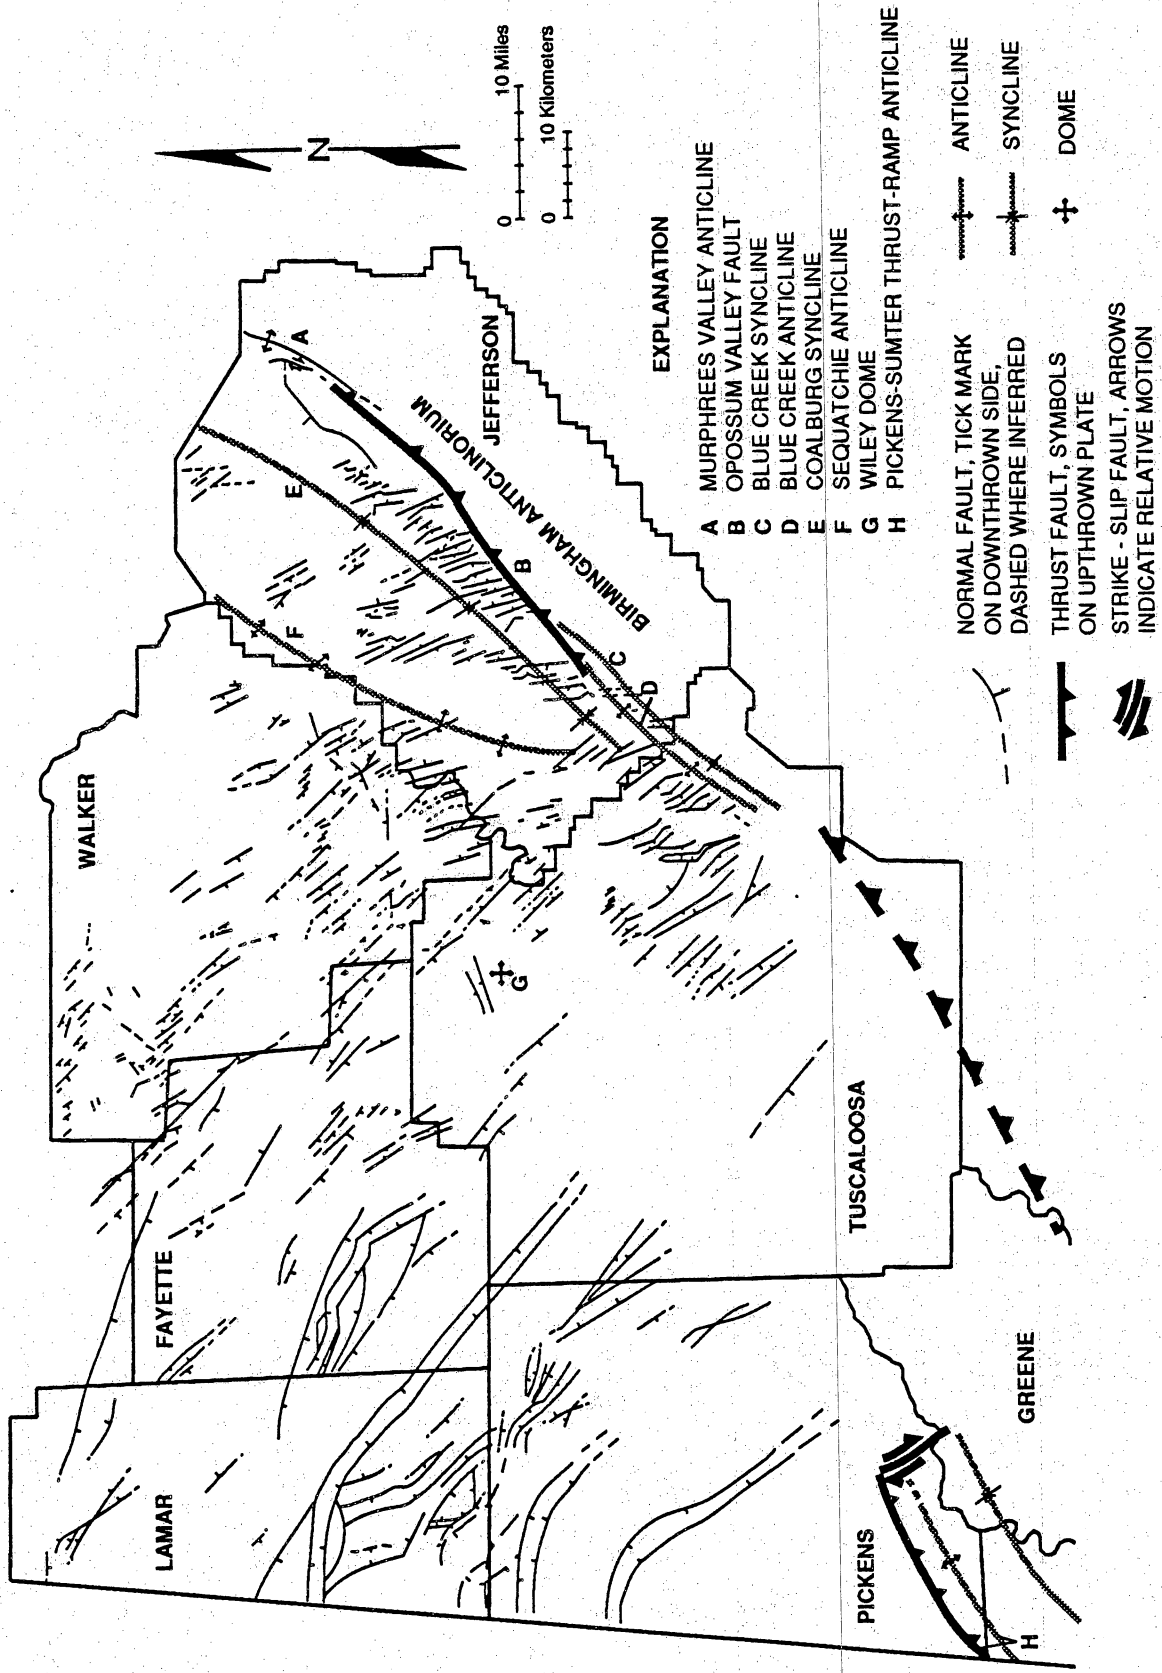 WALKER
FAYETTE
LAMAR
JEFFERSON
BIRMINGHAM ANTICLINORIUM
TUSCALOOSA
PICKENS
GREENE
A
B
C
D
E
F
G
H
N
0 10 Miles
0 10 Kilometers
EXPLANATION
A MURPHREES VALLEY ANTICLINE
B OPOSSUM VALLEY FAULT
C BLUE CREEK SYNCLINE
D BLUE CREEK ANTICLINE
E COALBURG SYNCLINE
F SEQUATCHIE ANTICLINE
G WILEY DOME
H PICKENS-SUMTER THRUST-RAMP ANTICLINE
NORMAL FAULT, TICK MARK
ON DOWNTHROWN SIDE,
DASHED WHERE INFERRED
THRUST FAULT, SYMBOLS
ON UPTHROWN PLATE
STRIKE - SLIP FAULT, ARROWS
INDICATE RELATIVE MOTION
ANTICLINE
SYNCLINE
DOME